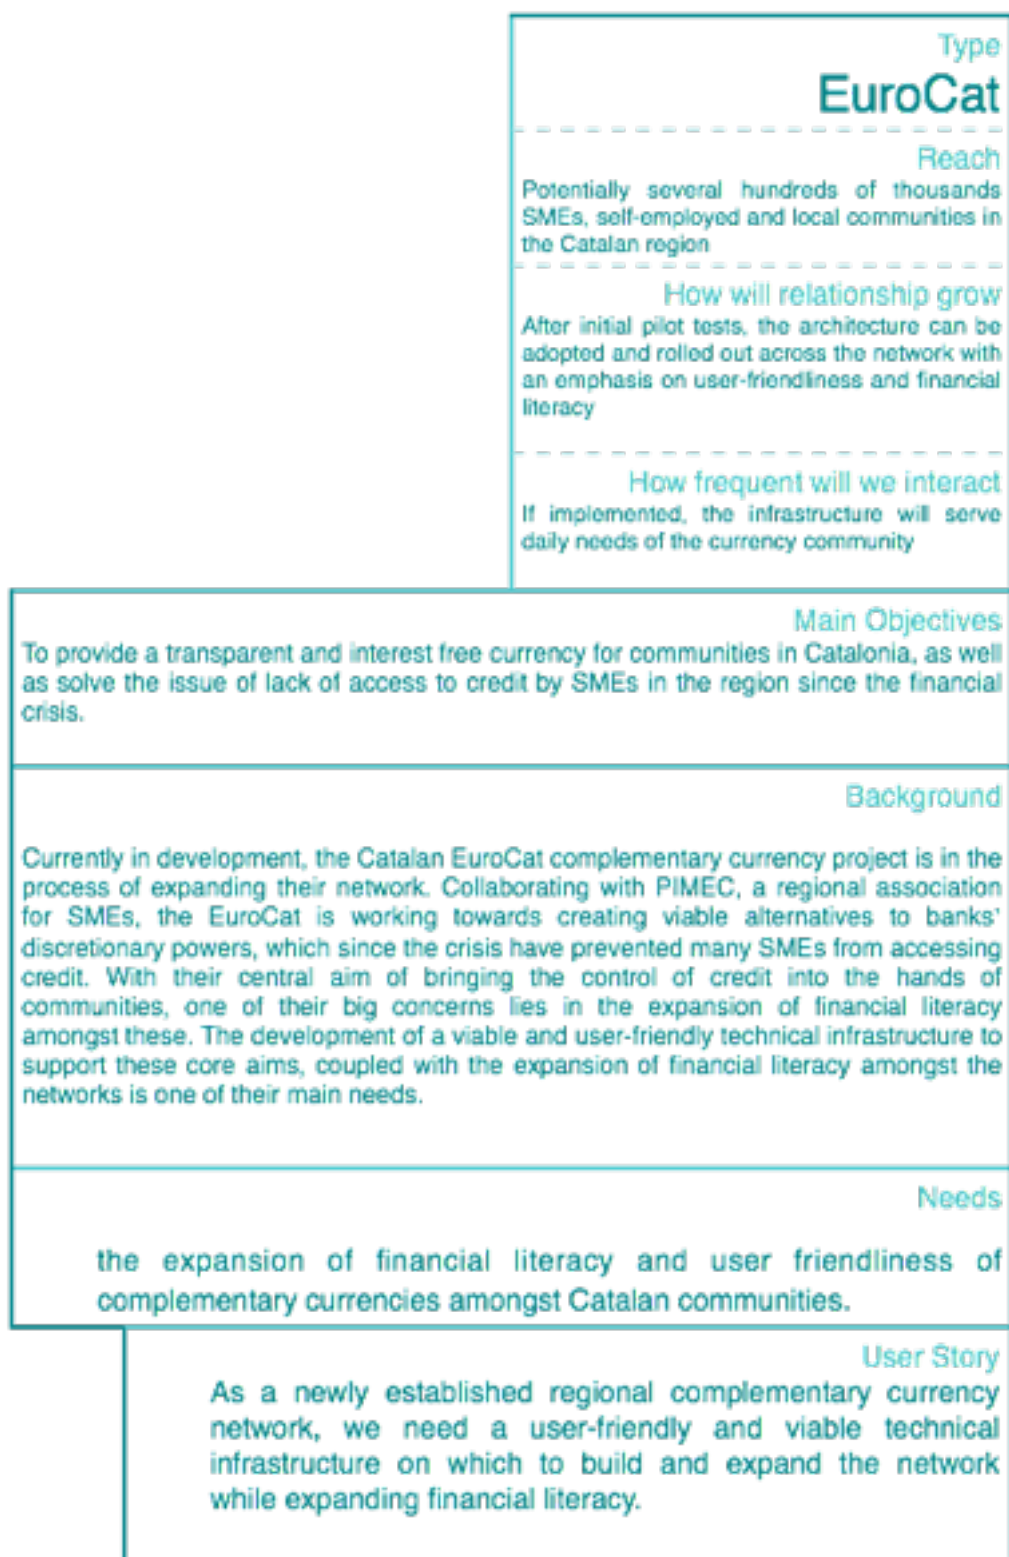 Type
EuroCat
Reach
Potentially several hundreds of thousands
SMEs, self-employed and local communities in
the Catalan region
How will relationship grow
After initial pilot tests, the architecture can be
adopted and rolled out across the network with
an emphasis on user-friendliness and financial
literacy
How frequent will we interact
If implemented, the infrastructure will serve
daily needs of the currency community
Main Objectives
To provide a transparent and interest free currency for communities in Catalonia, as well
as solve the issue of lack of access to credit by SMEs in the region since the financial
crisis.
Background
Currently in development, the Catalan EuroCat complementary currency project is in the
process of expanding their network. Collaborating with PIMEC, a regional association
for SMEs, the EuroCat is working towards creating viable alternatives to banks'
discretionary powers, which since the crisis have prevented many SMEs from accessing
credit. With their central aim of bringing the control of credit into the hands of
communities, one of their big concerns lies in the expansion of financial literacy
amongst these. The development of a viable and user-friendly technical infrastructure to
support these core aims, coupled with the expansion of financial literacy amongst the
networks is one of their main needs.
Needs
the expansion of financial literacy and user friendliness of
complementary currencies amongst Catalan communities.
User Story
As a newly established regional complementary currency
network, we need a user-friendly and viable technical
infrastructure on which to build and expand the network
while expanding financial literacy.